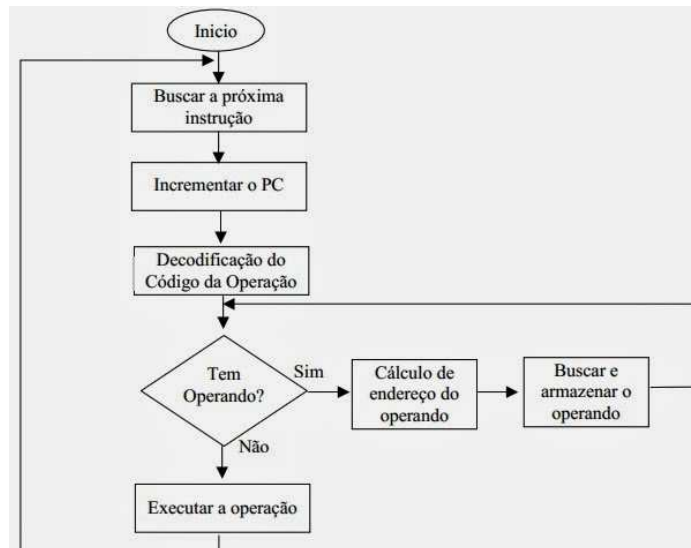 Inicio
Buscar a próxima
instrução
Incrementar o PC
Decodificação do
Código da Operação
Tem
Operando?
Sim
Cálculo de
endereço do
operando
Buscar e
armazenar o
operando
Não
Executar a operação